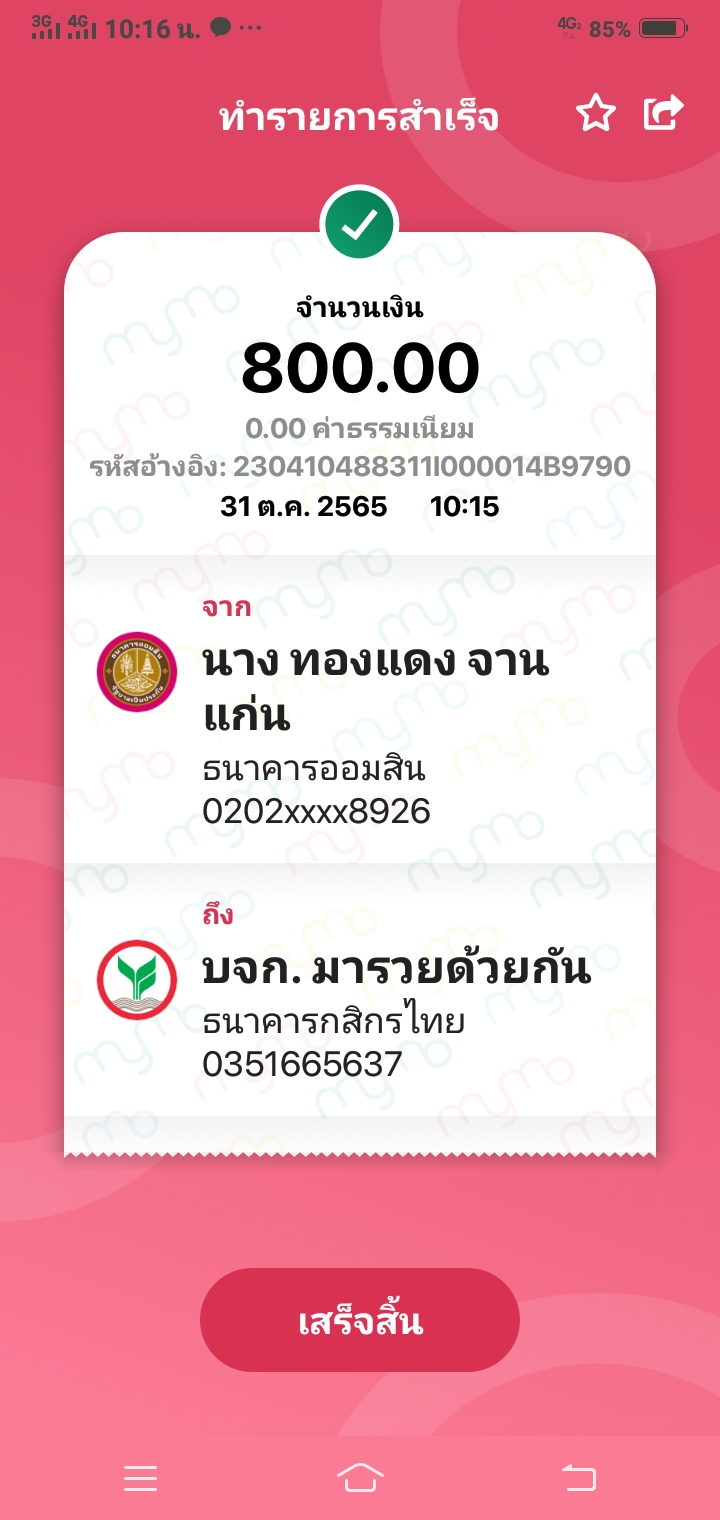 3G 4G 10:16 น. ... 4G2 85%
ทำรายการสำเร็จ
จำนวนเงิน
800.00
0.00 ค่าธรรมเนียม
รหัสอ้างอิง: 230410488311I000014B9790
31 ต.ค. 2565 10:15
จาก
นาง ทองแดง จาน
แก่น
ธนาคารออมสิน
0202xxxx8926
ถึง
บจก. มารวยด้วยกัน
ธนาคารกสิกรไทย
0351665637
เสร็จสิ้น